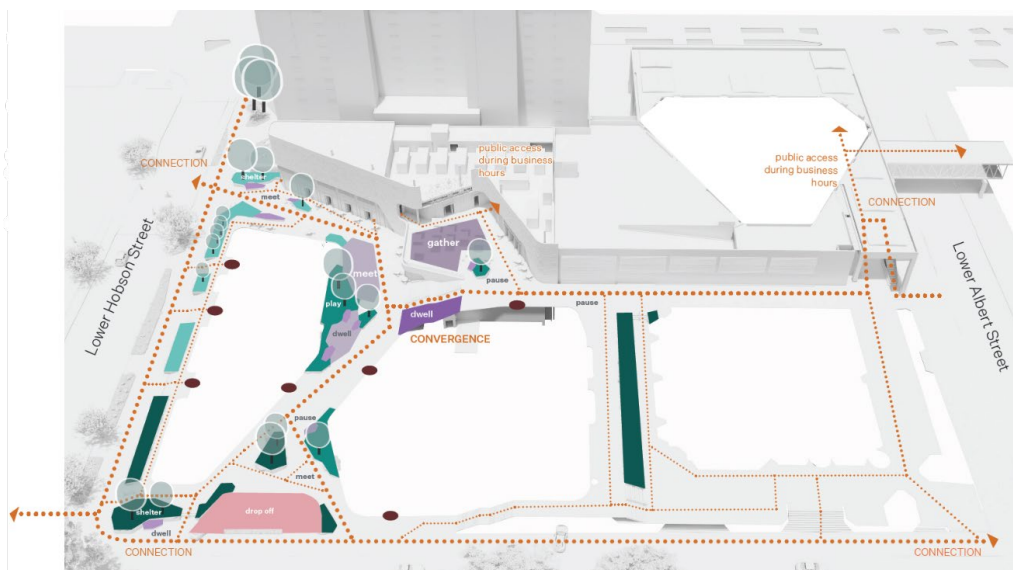 public access
during business
hours
public access
during business
hours
CONNECTION
shelter
CONNECTION
meet
Lower Hobson Street
gather
meet
Lower Albert Street
pause
play
pause
dwell
dwell
CONVERGENCE
pause
meet
shelter
drop off
dwell
CONNECTION
CONNECTION